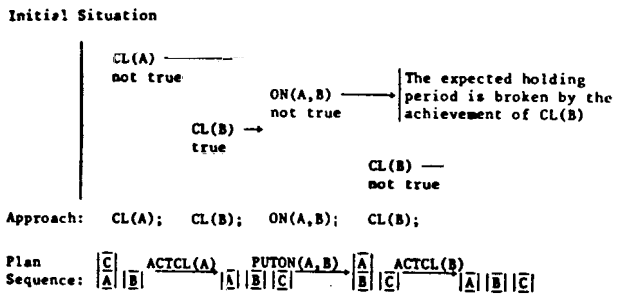 Initial Situation
CL(A)
not true
ON(A,B)
not true
The expected holding
period is broken by the
achievement of CL(B)
CL(B)
true
CL(B)
not true
Approach: CL(A); CL(B); ON(A,B); CL(B);
Plan
Sequence:
C
A B ACTCL(A) A B C PUTON(A,B) A
B C ACTCL(B) A B C